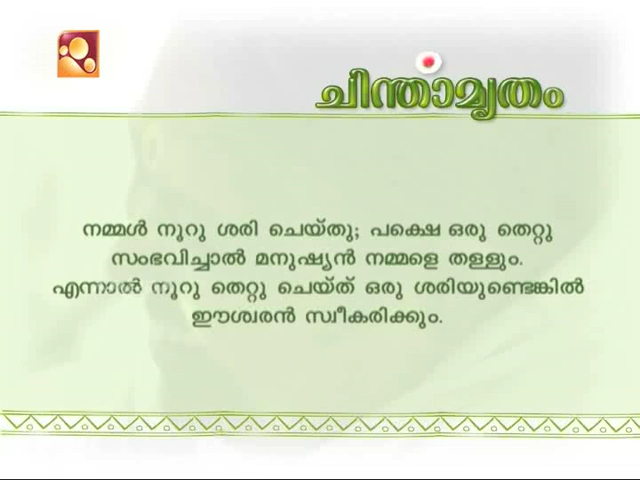 ചിന്താമൃതം
നമ്മൾ നൂറു ശരി ചെയ്തു; പക്ഷെ ഒരു തെറ്റു
സംഭവിച്ചാൽ മനുഷ്യൻ നമ്മളെ തള്ളും.
എന്നാൽ നൂറു തെറ്റു ചെയ്ത് ഒരു ശരിയുണ്ടെങ്കിൽ
ഈശ്വരൻ സ്വീകരിക്കും.